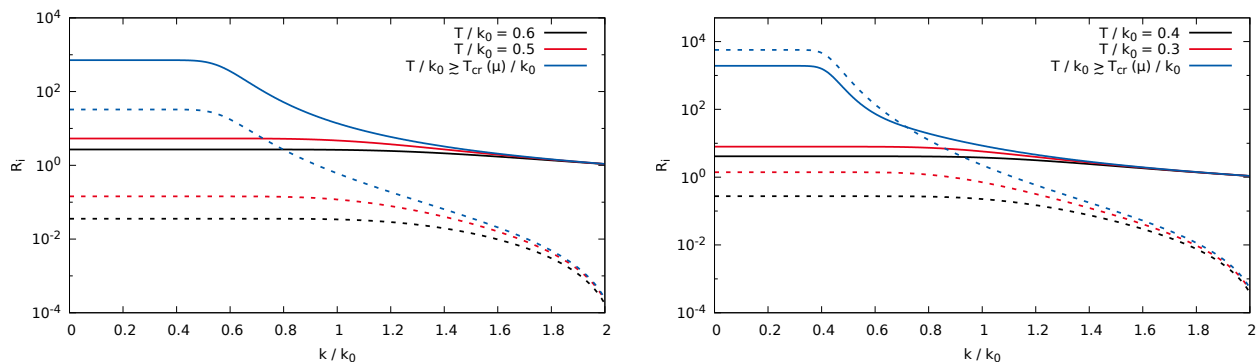 10^4
10^2
10^0
10^-2
10^-4
R_i
T / k_0 = 0.6
T / k_0 = 0.5
T / k_0 ≳ T_cr (μ) / k_0
0 0.2 0.4 0.6 0.8 1 1.2 1.4 1.6 1.8 2
k / k_0
10^4
10^2
10^0
10^-2
10^-4
R_i
T / k_0 = 0.4
T / k_0 = 0.3
T / k_0 ≳ T_cr (μ) / k_0
0 0.2 0.4 0.6 0.8 1 1.2 1.4 1.6 1.8 2
k / k_0